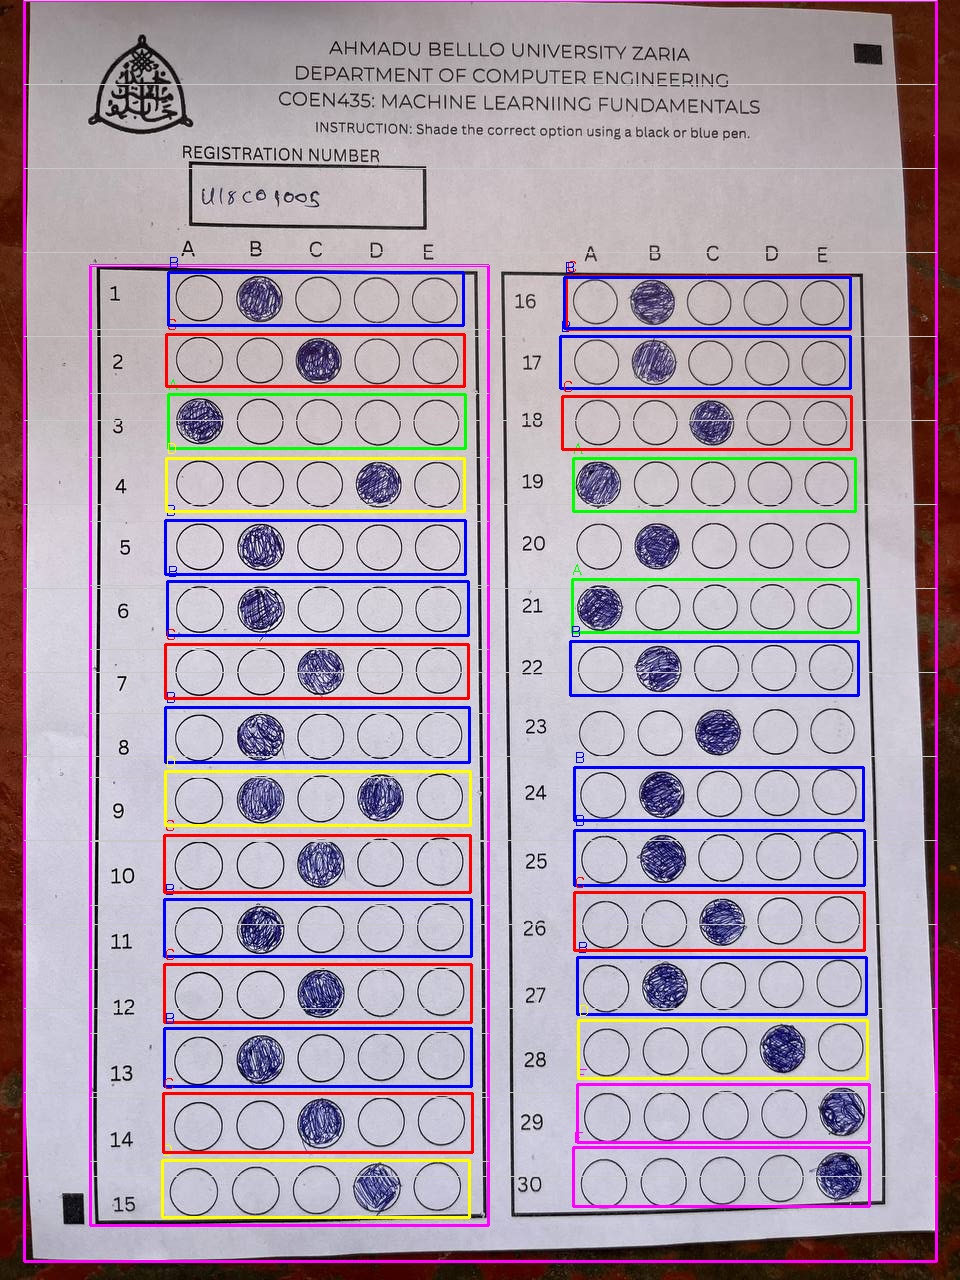 AHMADU BELLLO UNIVERSITY ZARIA
DEPARTMENT OF COMPUTER ENGINEERING
COEN435: MACHINE LEARNIING FUNDAMENTALS
INSTRUCTION: Shade the correct option using a black or blue pen.
REGISTRATION NUMBER
U18CO1005
A B C D E
B
1
C
2
A
3
D
4
B
5
B
6
C
7
B
8
D
9
C
10
B
11
C
12
B
13
C
14
D
15
A B C D E
16
B
17
C
18
A
19
20
A
21
B
22
23
B
24
B
25
C
26
B
27
D
28
E
29
E
30